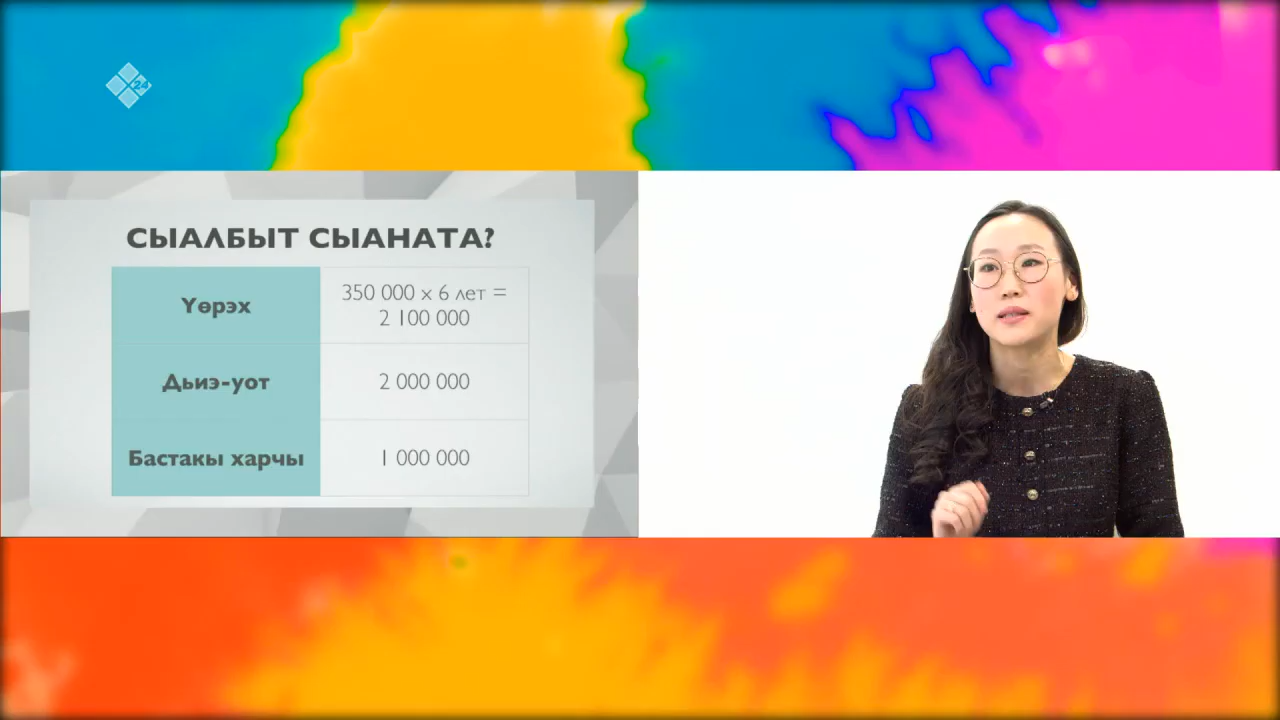 24
СЫАЛБЫТ СЫАНАТА?
Үөрэх
350 000 x 6 лет =
2 100 000
Дьиэ-уот
2 000 000
Бастакы харчы
1 000 000